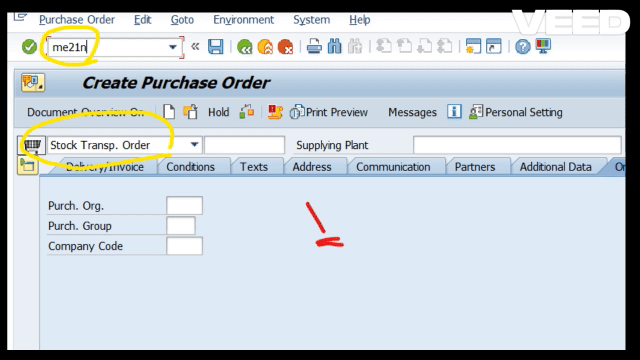 Purchase Order Edit Goto Environment System Help
VEED
me21n
Create Purchase Order
Document Overview On Hold Print Preview Messages Personal Setting
Stock Transp. Order Supplying Plant
Delivery/Invoice Conditions Texts Address Communication Partners Additional Data Or
Purch. Org.
Purch. Group
Company Code